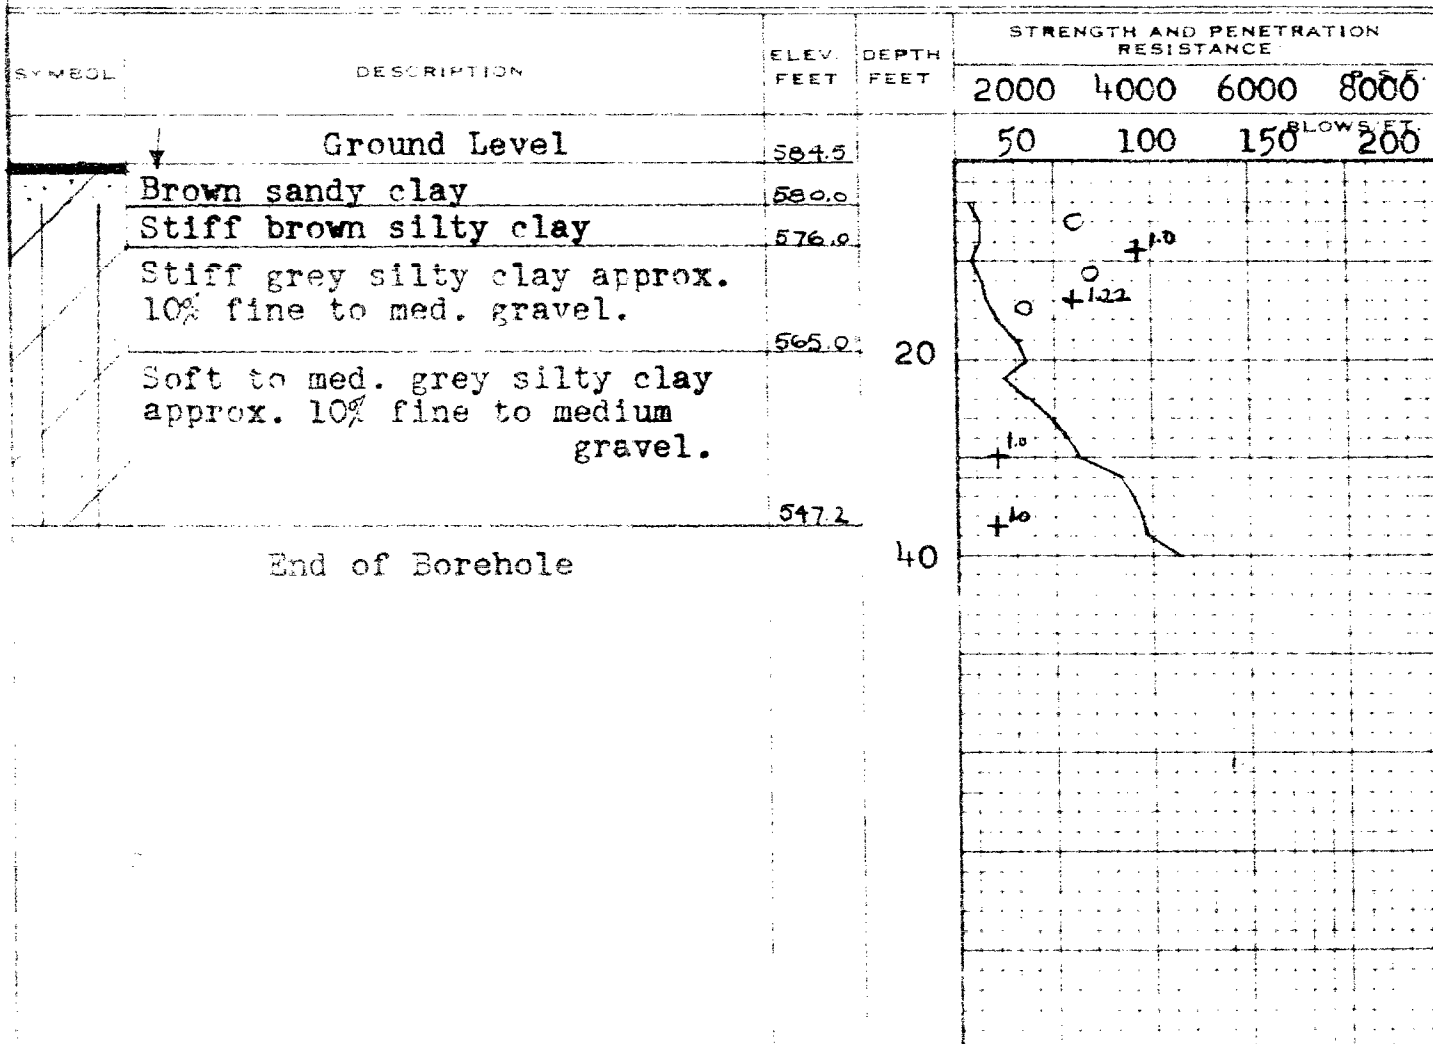 SYMBOL
DESCRIPTION
ELEV.
FEET
DEPTH
FEET
STRENGTH AND PENETRATION
RESISTANCE
P.S.F.
2000 4000 6000 8000
BLOWS/FT.
50 100 150 200
Ground Level 584.5
Brown sandy clay 580.0
Stiff brown silty clay 576.0
Stiff grey silty clay approx.
10% fine to med. gravel.
565.0
20
Soft to med. grey silty clay
approx. 10% fine to medium
gravel.
547.2
End of Borehole
40
1.0
1.22
1.0
1.0